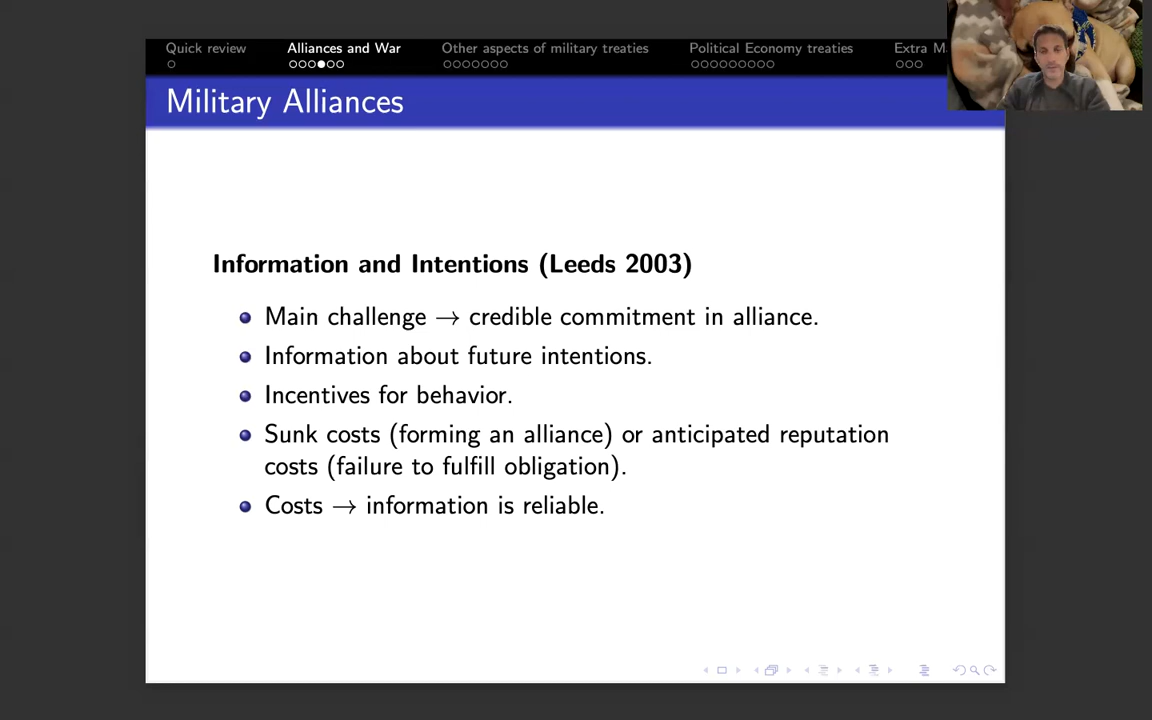 Quick review Alliances and War Other aspects of military treaties Political Economy treaties Extra M
Military Alliances
Information and Intentions (Leeds 2003)
Main challenge → credible commitment in alliance.
Information about future intentions.
Incentives for behavior.
Sunk costs (forming an alliance) or anticipated reputation
costs (failure to fulfill obligation).
Costs → information is reliable.